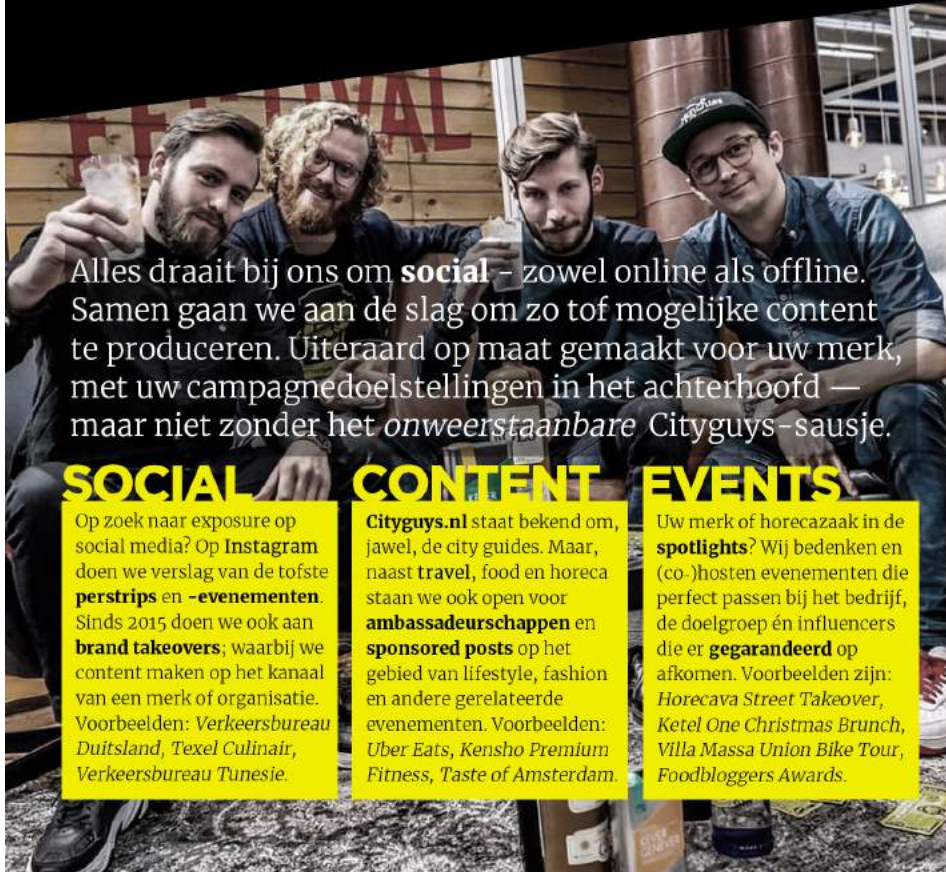 FESTIVAL
munchies
Alles draait bij ons om social – zowel online als offline.
Samen gaan we aan de slag om zo tof mogelijke content
te produceren. Uiteraard op maat gemaakt voor uw merk,
met uw campagnedoelstellingen in het achterhoofd —
maar niet zonder het onweerstaanbare Cityguys-sausje.
SOCIAL
Op zoek naar exposure op
social media? Op Instagram
doen we verslag van de tofste
perstrips en -evenementen.
Sinds 2015 doen we ook aan
brand takeovers; waarbij we
content maken op het kanaal
van een merk of organisatie.
Voorbeelden: Verkeersbureau
Duitsland, Texel Culinair,
Verkeersbureau Tunesie.
CONTENT
Cityguys.nl staat bekend om,
jawel, de city guides. Maar,
naast travel, food en horeca
staan we ook open voor
ambassadeurschappen en
sponsored posts op het
gebied van lifestyle, fashion
en andere gerelateerde
evenementen. Voorbeelden:
Uber Eats, Kensho Premium
Fitness, Taste of Amsterdam.
EVENTS
Uw merk of horecazaak in de
spotlights? Wij bedenken en
(co-)hosten evenementen die
perfect passen bij het bedrijf,
de doelgroep én influencers
die er gegarandeerd op
afkomen. Voorbeelden zijn:
Horecava Street Takeover,
Ketel One Christmas Brunch,
Villa Massa Union Bike Tour,
Foodbloggers Awards.
KEVER
GENEVER